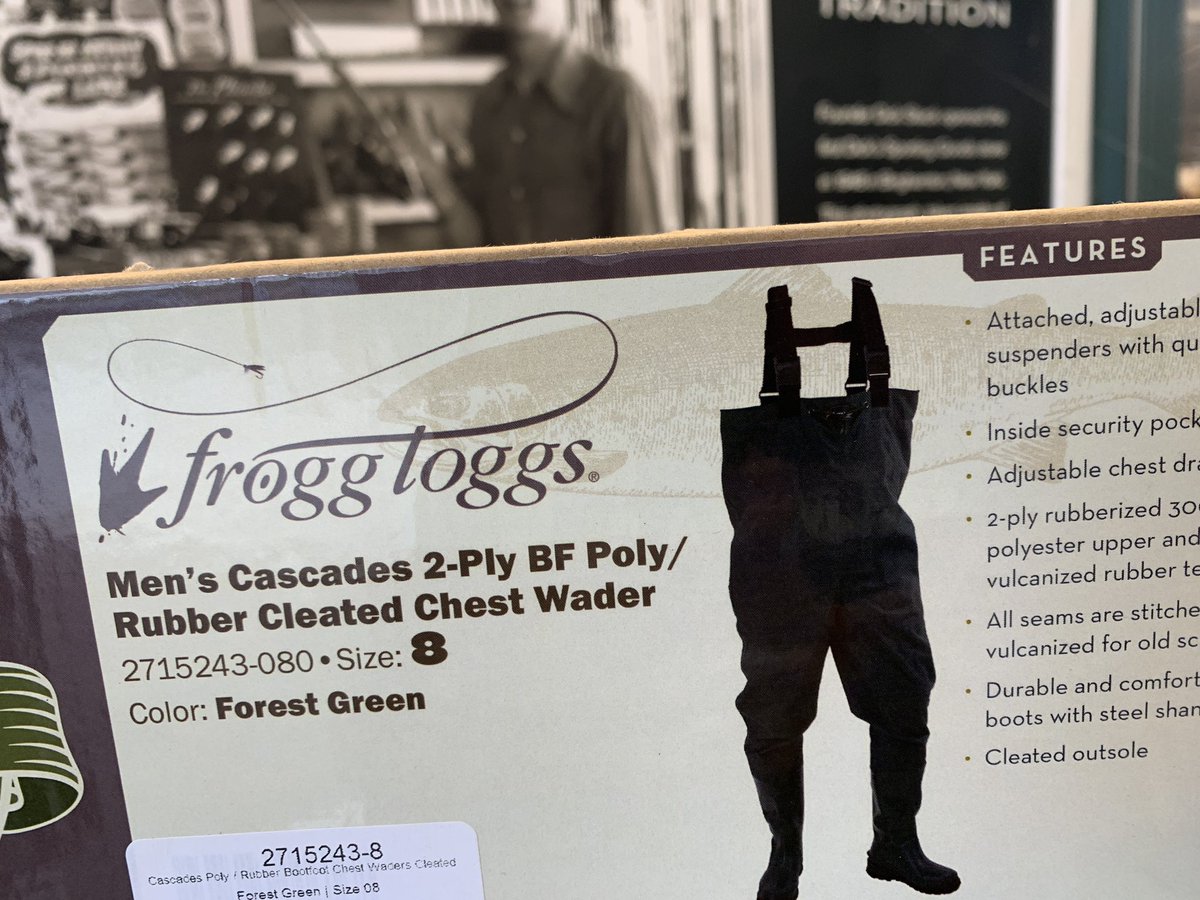 TRADITION
FEATURES
• Attached, adjustabl
suspenders with qu
buckles
• Inside security pock
• Adjustable chest dra
• 2-ply rubberized 30
polyester upper and
vulcanized rubber te
• All seams are stitche
vulcanized for old sc
• Durable and comfort
boots with steel shan
• Cleated outsole
frogg toggs®
Men's Cascades 2-Ply BF Poly/
Rubber Cleated Chest Wader
2715243-080 • Size: 8
Color: Forest Green
2715243-8
Cascades Poly / Rubber Bootfoot Chest Waders Cleated
Forest Green | Size 08